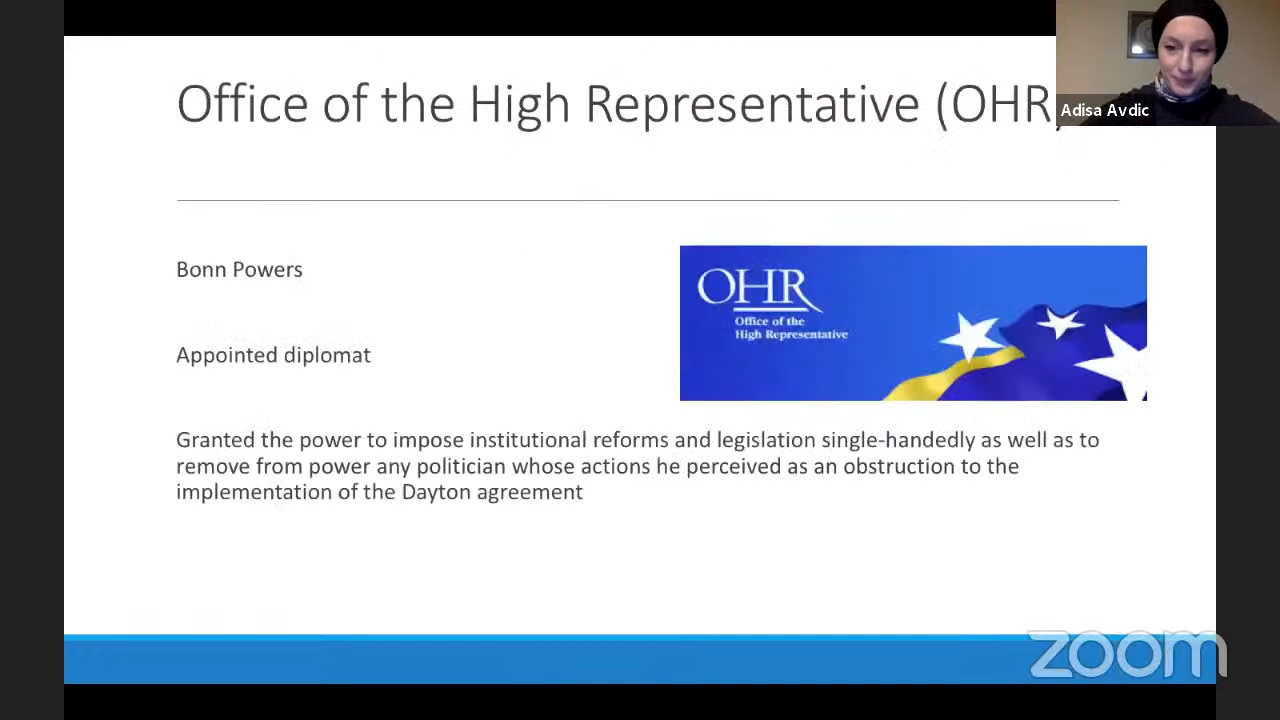 Office of the High Representative (OHR)
Adisa Avdic
Bonn Powers
OHR
Office of the
High Representative
Appointed diplomat
Granted the power to impose institutional reforms and legislation single-handedly as well as to
remove from power any politician whose actions he perceived as an obstruction to the
implementation of the Dayton agreement
zoom